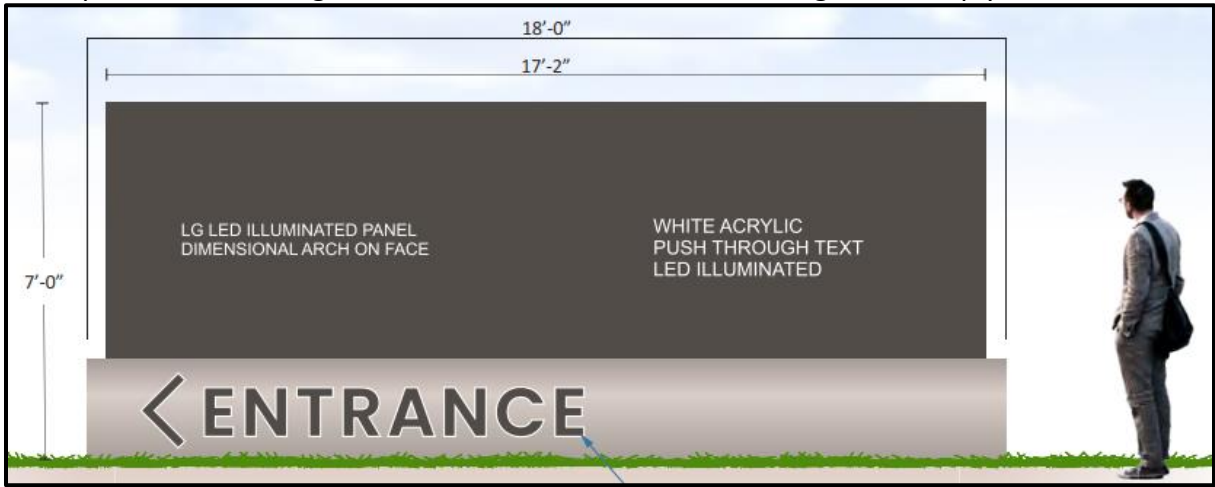 18'-0"
17'-2"
LG LED ILLUMINATED PANEL
DIMENSIONAL ARCH ON FACE
WHITE ACRYLIC
PUSH THROUGH TEXT
LED ILLUMINATED
7'-0"
ENTRANCE